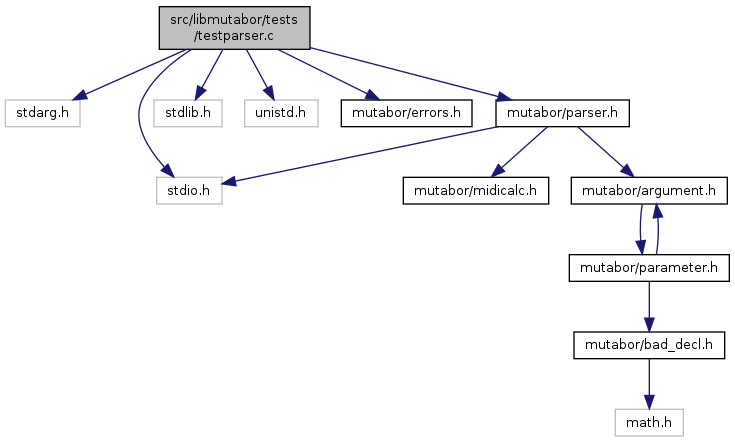 src/libmutabor/tests
/testparser.c
stdarg.h
stdlib.h
unistd.h
mutabor/errors.h
mutabor/parser.h
stdio.h
mutabor/midicalc.h
mutabor/argument.h
mutabor/parameter.h
mutabor/bad_decl.h
math.h